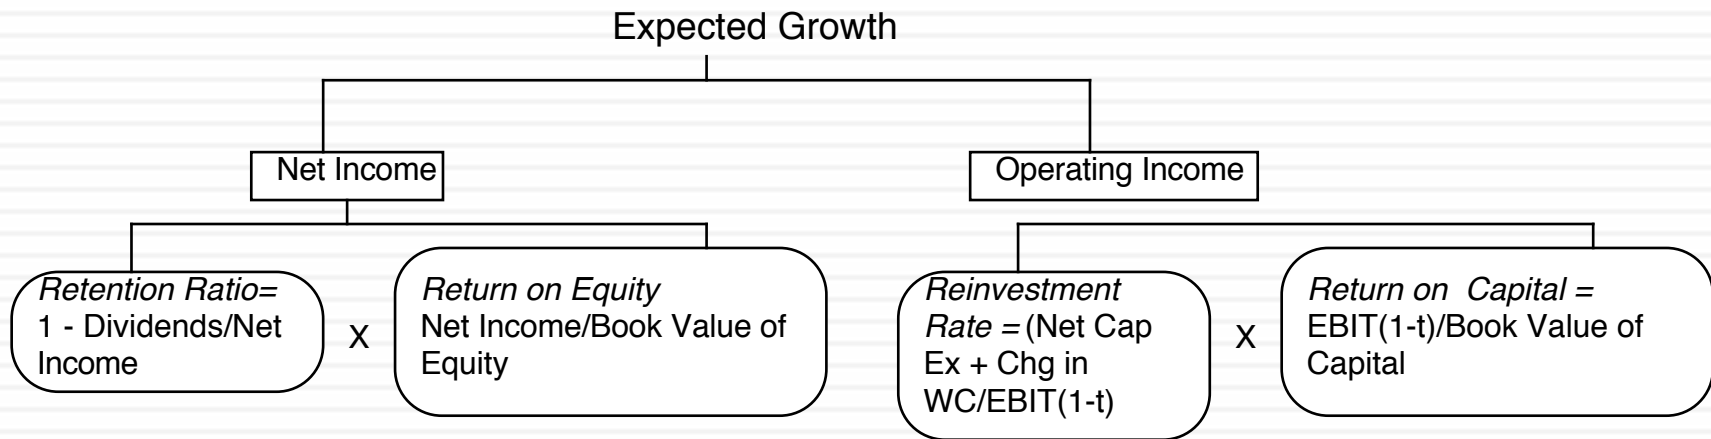 Expected Growth
Net Income
Operating Income
Retention Ratio=
1 - Dividends/Net
Income
X
Return on Equity
Net Income/Book Value of
Equity
Reinvestment
Rate = (Net Cap
Ex + Chg in
WC/EBIT(1-t)
X
Return on Capital =
EBIT(1-t)/Book Value of
Capital